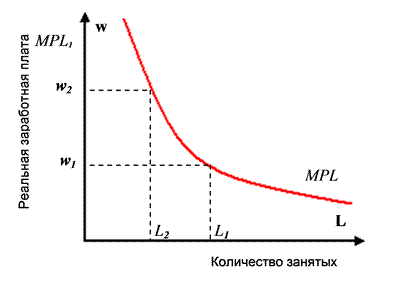 Реальная заработная плата
MPL₁
w
w₂
w₁
MPL
L
L₂
L₁
Количество занятых